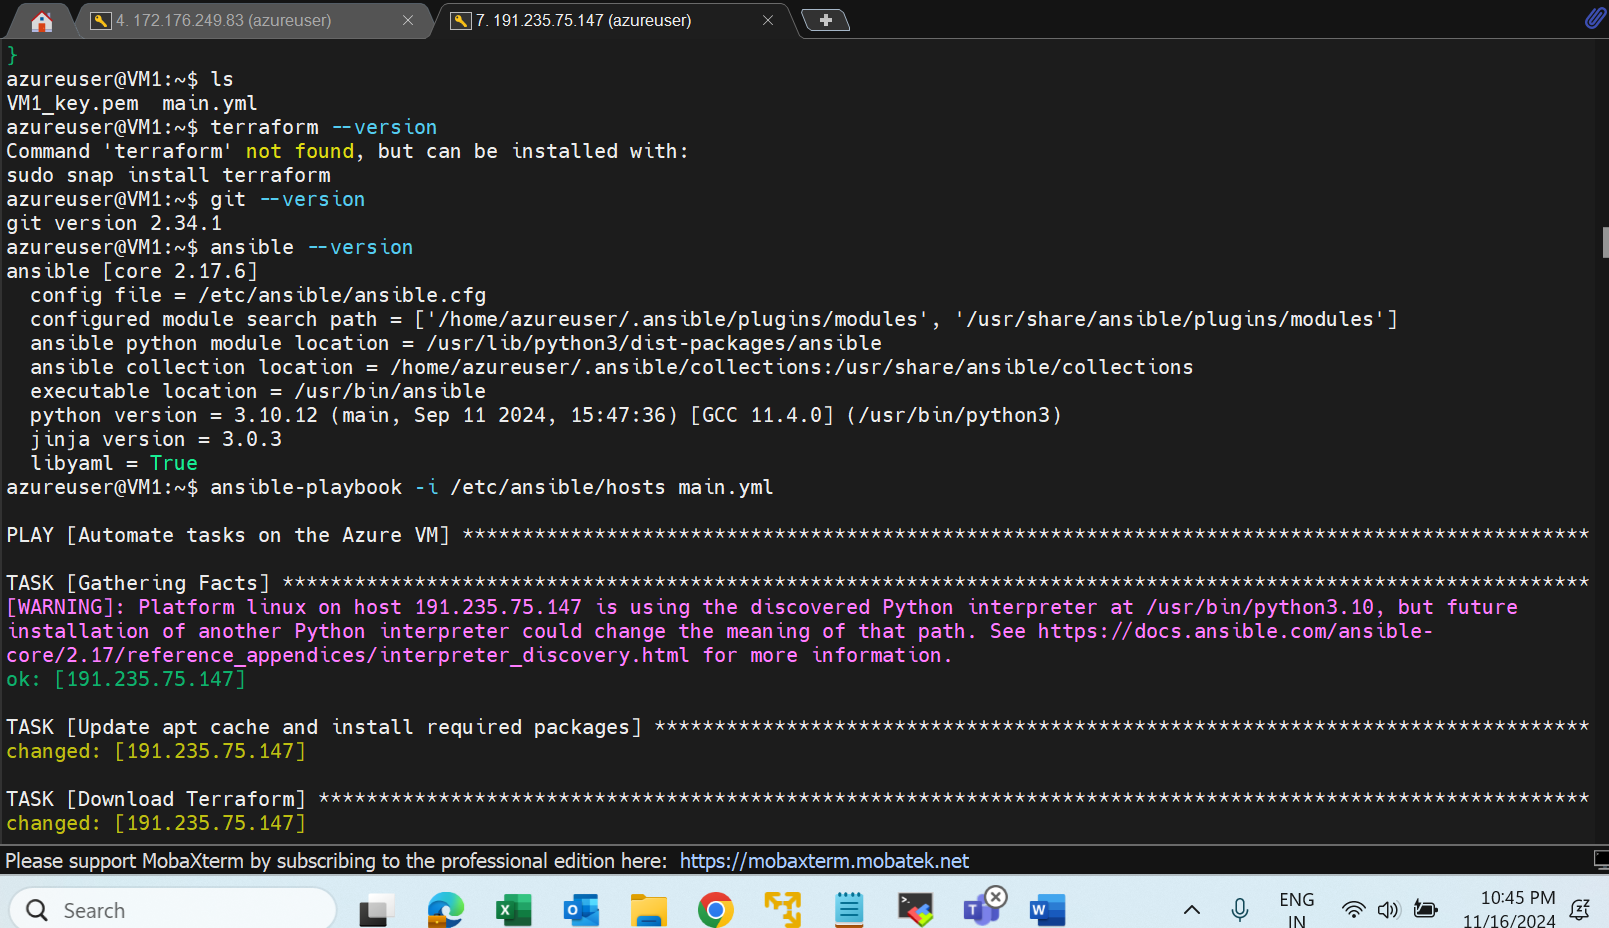 4. 172.176.249.83 (azureuser)
7. 191.235.75.147 (azureuser)
}
azureuser@VM1:~$ ls
VM1_key.pem  main.yml
azureuser@VM1:~$ terraform --version
Command 'terraform' not found, but can be installed with:
sudo snap install terraform
azureuser@VM1:~$ git --version
git version 2.34.1
azureuser@VM1:~$ ansible --version
ansible [core 2.17.6]
  config file = /etc/ansible/ansible.cfg
  configured module search path = ['/home/azureuser/.ansible/plugins/modules', '/usr/share/ansible/plugins/modules']
  ansible python module location = /usr/lib/python3/dist-packages/ansible
  ansible collection location = /home/azureuser/.ansible/collections:/usr/share/ansible/collections
  executable location = /usr/bin/ansible
  python version = 3.10.12 (main, Sep 11 2024, 15:47:36) [GCC 11.4.0] (/usr/bin/python3)
  jinja version = 3.0.3
  libyaml = True
azureuser@VM1:~$ ansible-playbook -i /etc/ansible/hosts main.yml
PLAY [Automate tasks on the Azure VM] **********************************************************************************************
TASK [Gathering Facts] *************************************************************************************************************
[WARNING]: Platform linux on host 191.235.75.147 is using the discovered Python interpreter at /usr/bin/python3.10, but future
installation of another Python interpreter could change the meaning of that path. See https://docs.ansible.com/ansible-
core/2.17/reference_appendices/interpreter_discovery.html for more information.
ok: [191.235.75.147]
TASK [Update apt cache and install required packages] ******************************************************************************
changed: [191.235.75.147]
TASK [Download Terraform] **********************************************************************************************************
changed: [191.235.75.147]
Please support MobaXterm by subscribing to the professional edition here: https://mobaxterm.mobatek.net
Search
ENG
IN
10:45 PM
11/16/2024